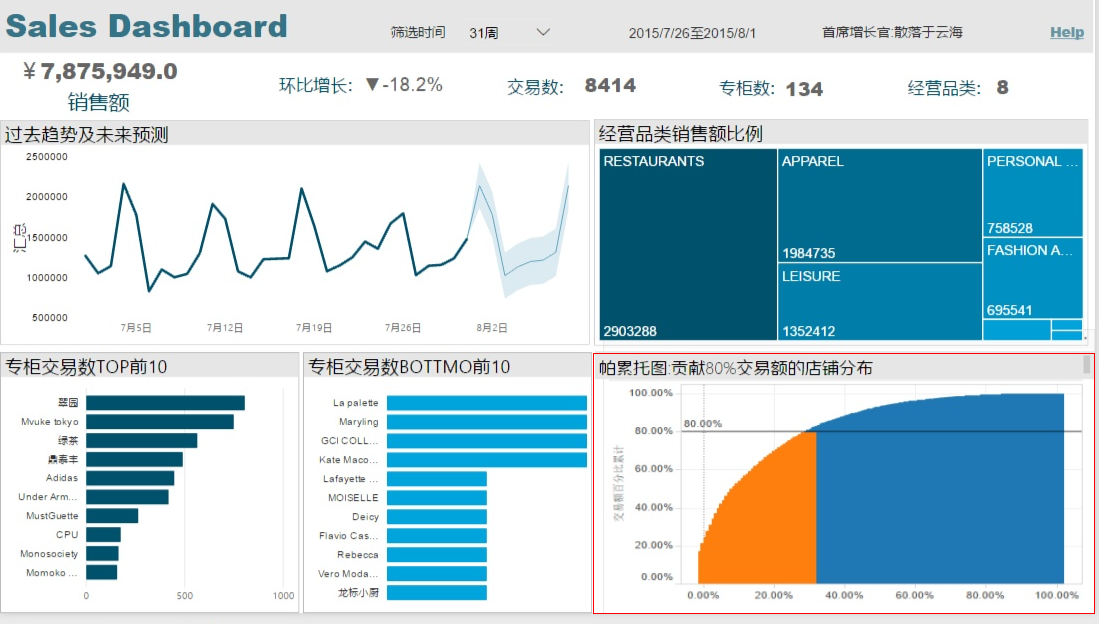 Sales Dashboard
筛选时间 31周 2015/7/26至2015/8/1 首席增长官:散落于云海 Help
¥7,875,949.0
销售额
环比增长: ▼-18.2% 交易数: 8414 专柜数: 134 经营品类: 8
过去趋势及未来预测
2500000
2000000
1500000
1000000
500000
汇总
7月5日 7月12日 7月19日 7月26日 8月2日
经营品类销售额比例
RESTAURANTS
2903288
APPAREL
1984735
LEISURE
1352412
PERSONAL ...
758528
FASHION A...
695541
专柜交易数TOP前10
翠园
Mvuke tokyo
绿茶
鼎泰丰
Adidas
Under Arm...
MustGuette
CPU
Monosociety
Momoko ...
0 500 1000
专柜交易数BOTTMO前10
La palette
Maryling
GCI COLL...
Kate Maco...
Lafayette ...
MOISELLE
Deicy
Flavio Cas...
Rebecca
Vero Moda...
龙标小厨
帕累托图:贡献80%交易额的店铺分布
100.00%
80.00%
60.00%
40.00%
20.00%
0.00%
80.00%
交易额百分比累计
0.00% 20.00% 40.00% 60.00% 80.00% 100.00%